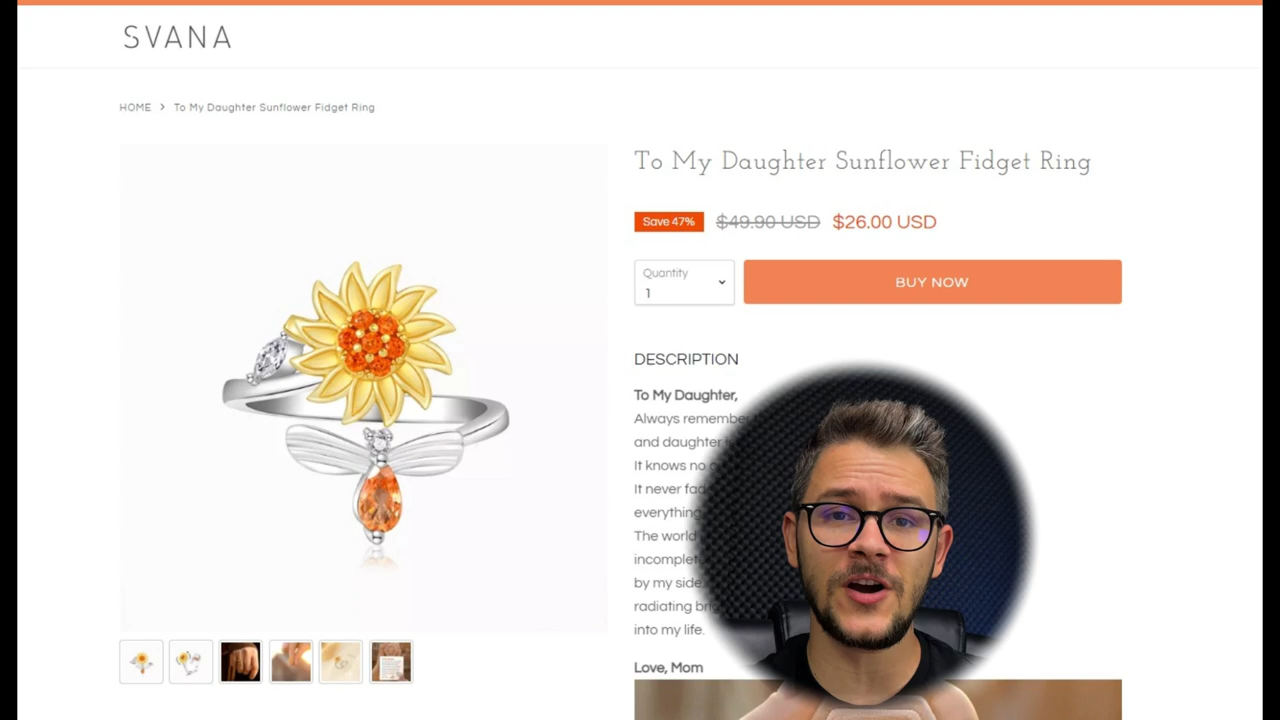 SVANA
HOME > To My Daughter Sunflower Fidget Ring
To My Daughter Sunflower Fidget Ring
Save 47% $49.90 USD $26.00 USD
Quantity
1
BUY NOW
DESCRIPTION
To My Daughter,
Always remember
and daughter
It knows no
It never
everything
The world
incomplete
by my side
radiating
into my life.
Love, Mom